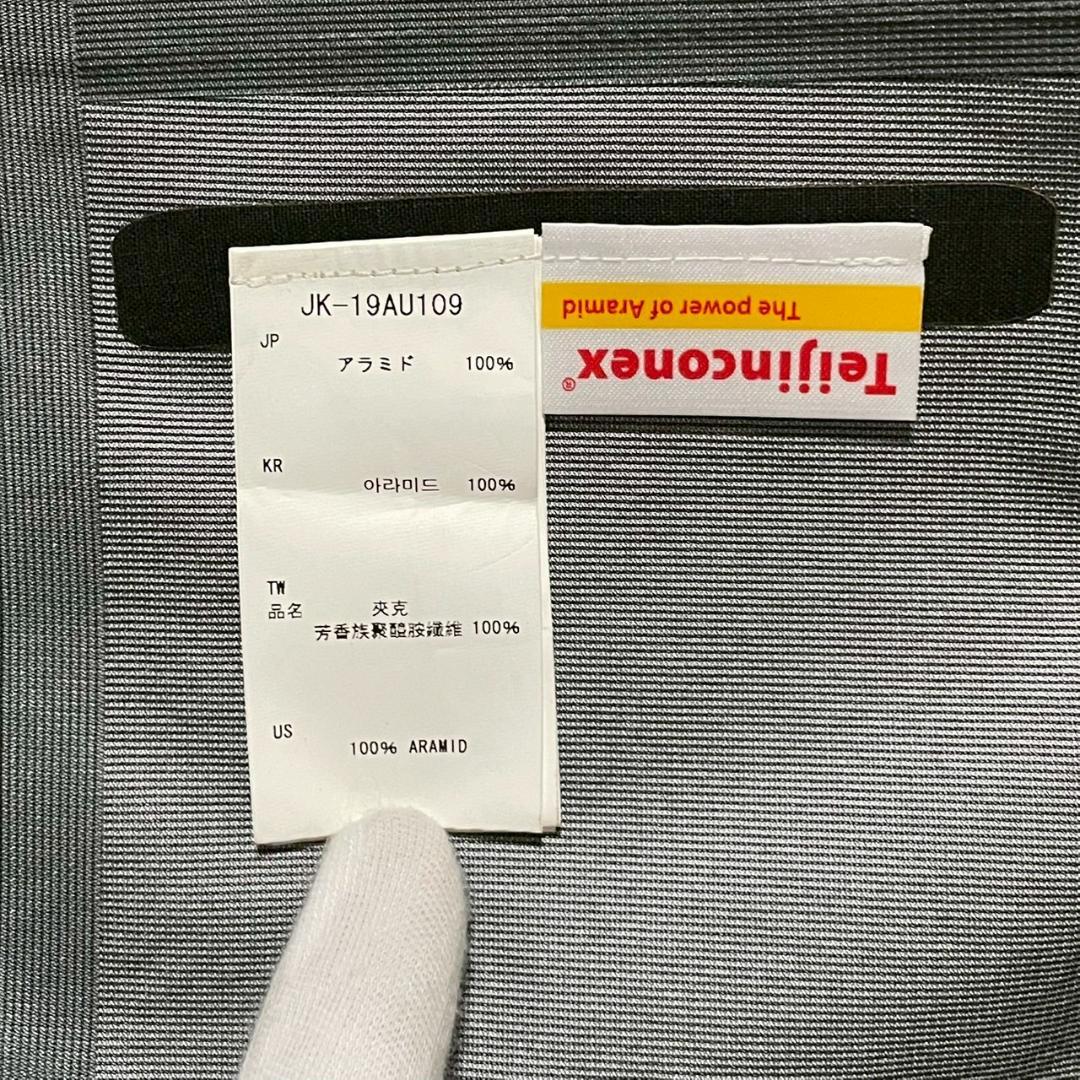 JK-19AU109
JP
アラミド 100%
KR
아라미드 100%
TW
品名 夾克
芳香族聚醯胺纖維 100%
US
100% ARAMID
Teijinconex®
The power of Aramid